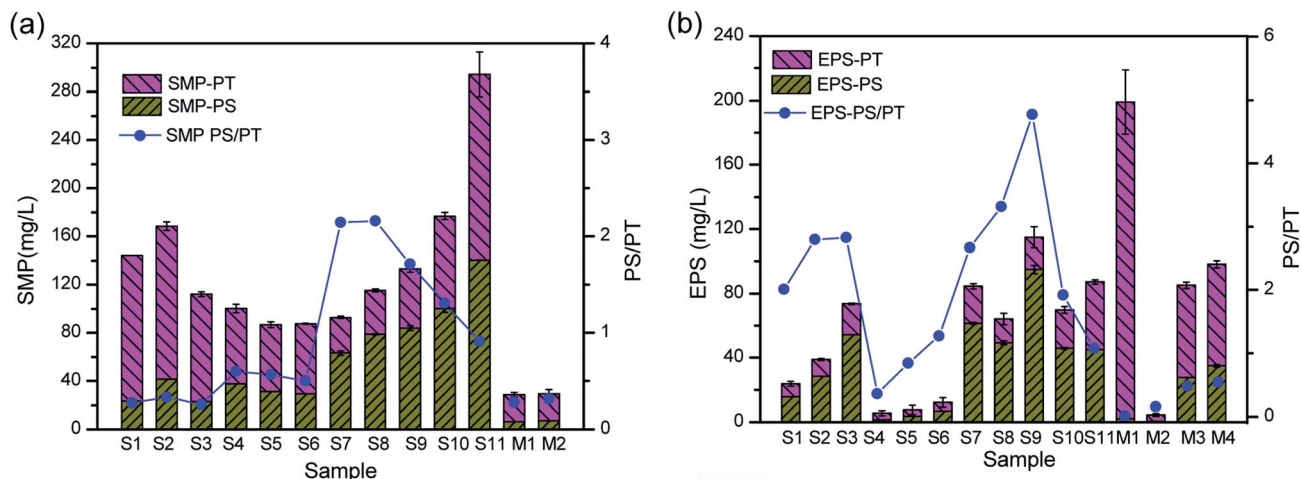 (a)
320
280
240
200
160
120
80
40
0
SMP(mg/L)
SMP-PT
SMP-PS
SMP PS/PT
4
3
2
1
0
PS/PT
S1 S2 S3 S4 S5 S6 S7 S8 S9 S10 S11 M1 M2
Sample
(b)
240
200
160
120
80
40
0
EPS (mg/L)
EPS-PT
EPS-PS
EPS-PS/PT
6
4
2
0
PS/PT
S1 S2 S3 S4 S5 S6 S7 S8 S9 S10 S11 M1 M2 M3 M4
Sample